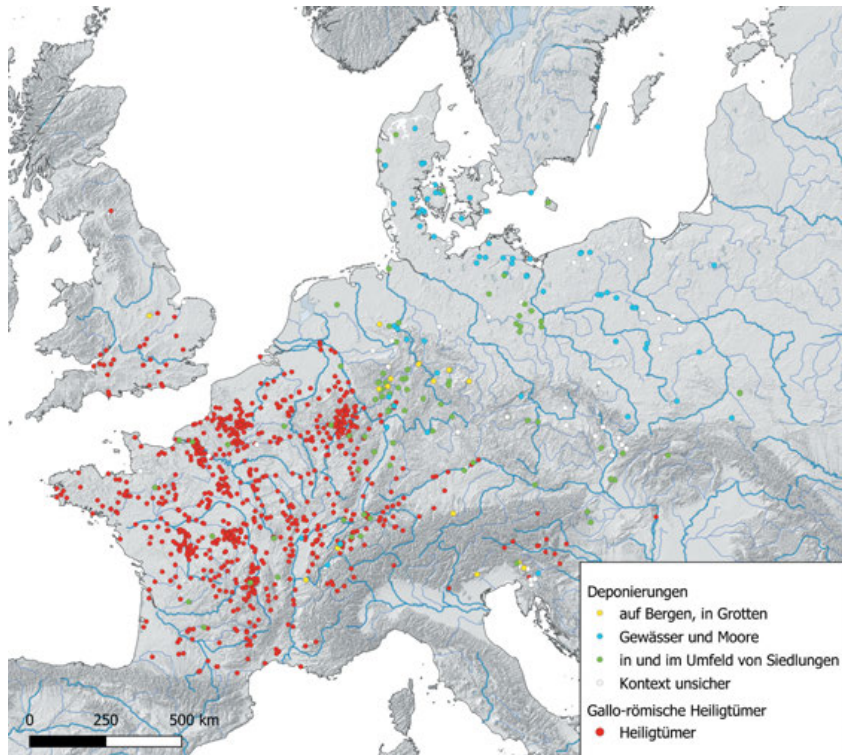 Deponierungen
auf Bergen, in Grotten
Gewässer und Moore
in und im Umfeld von Siedlungen
Kontext unsicher
Gallo-römische Heiligtümer
Heiligtümer
0 250 500 km